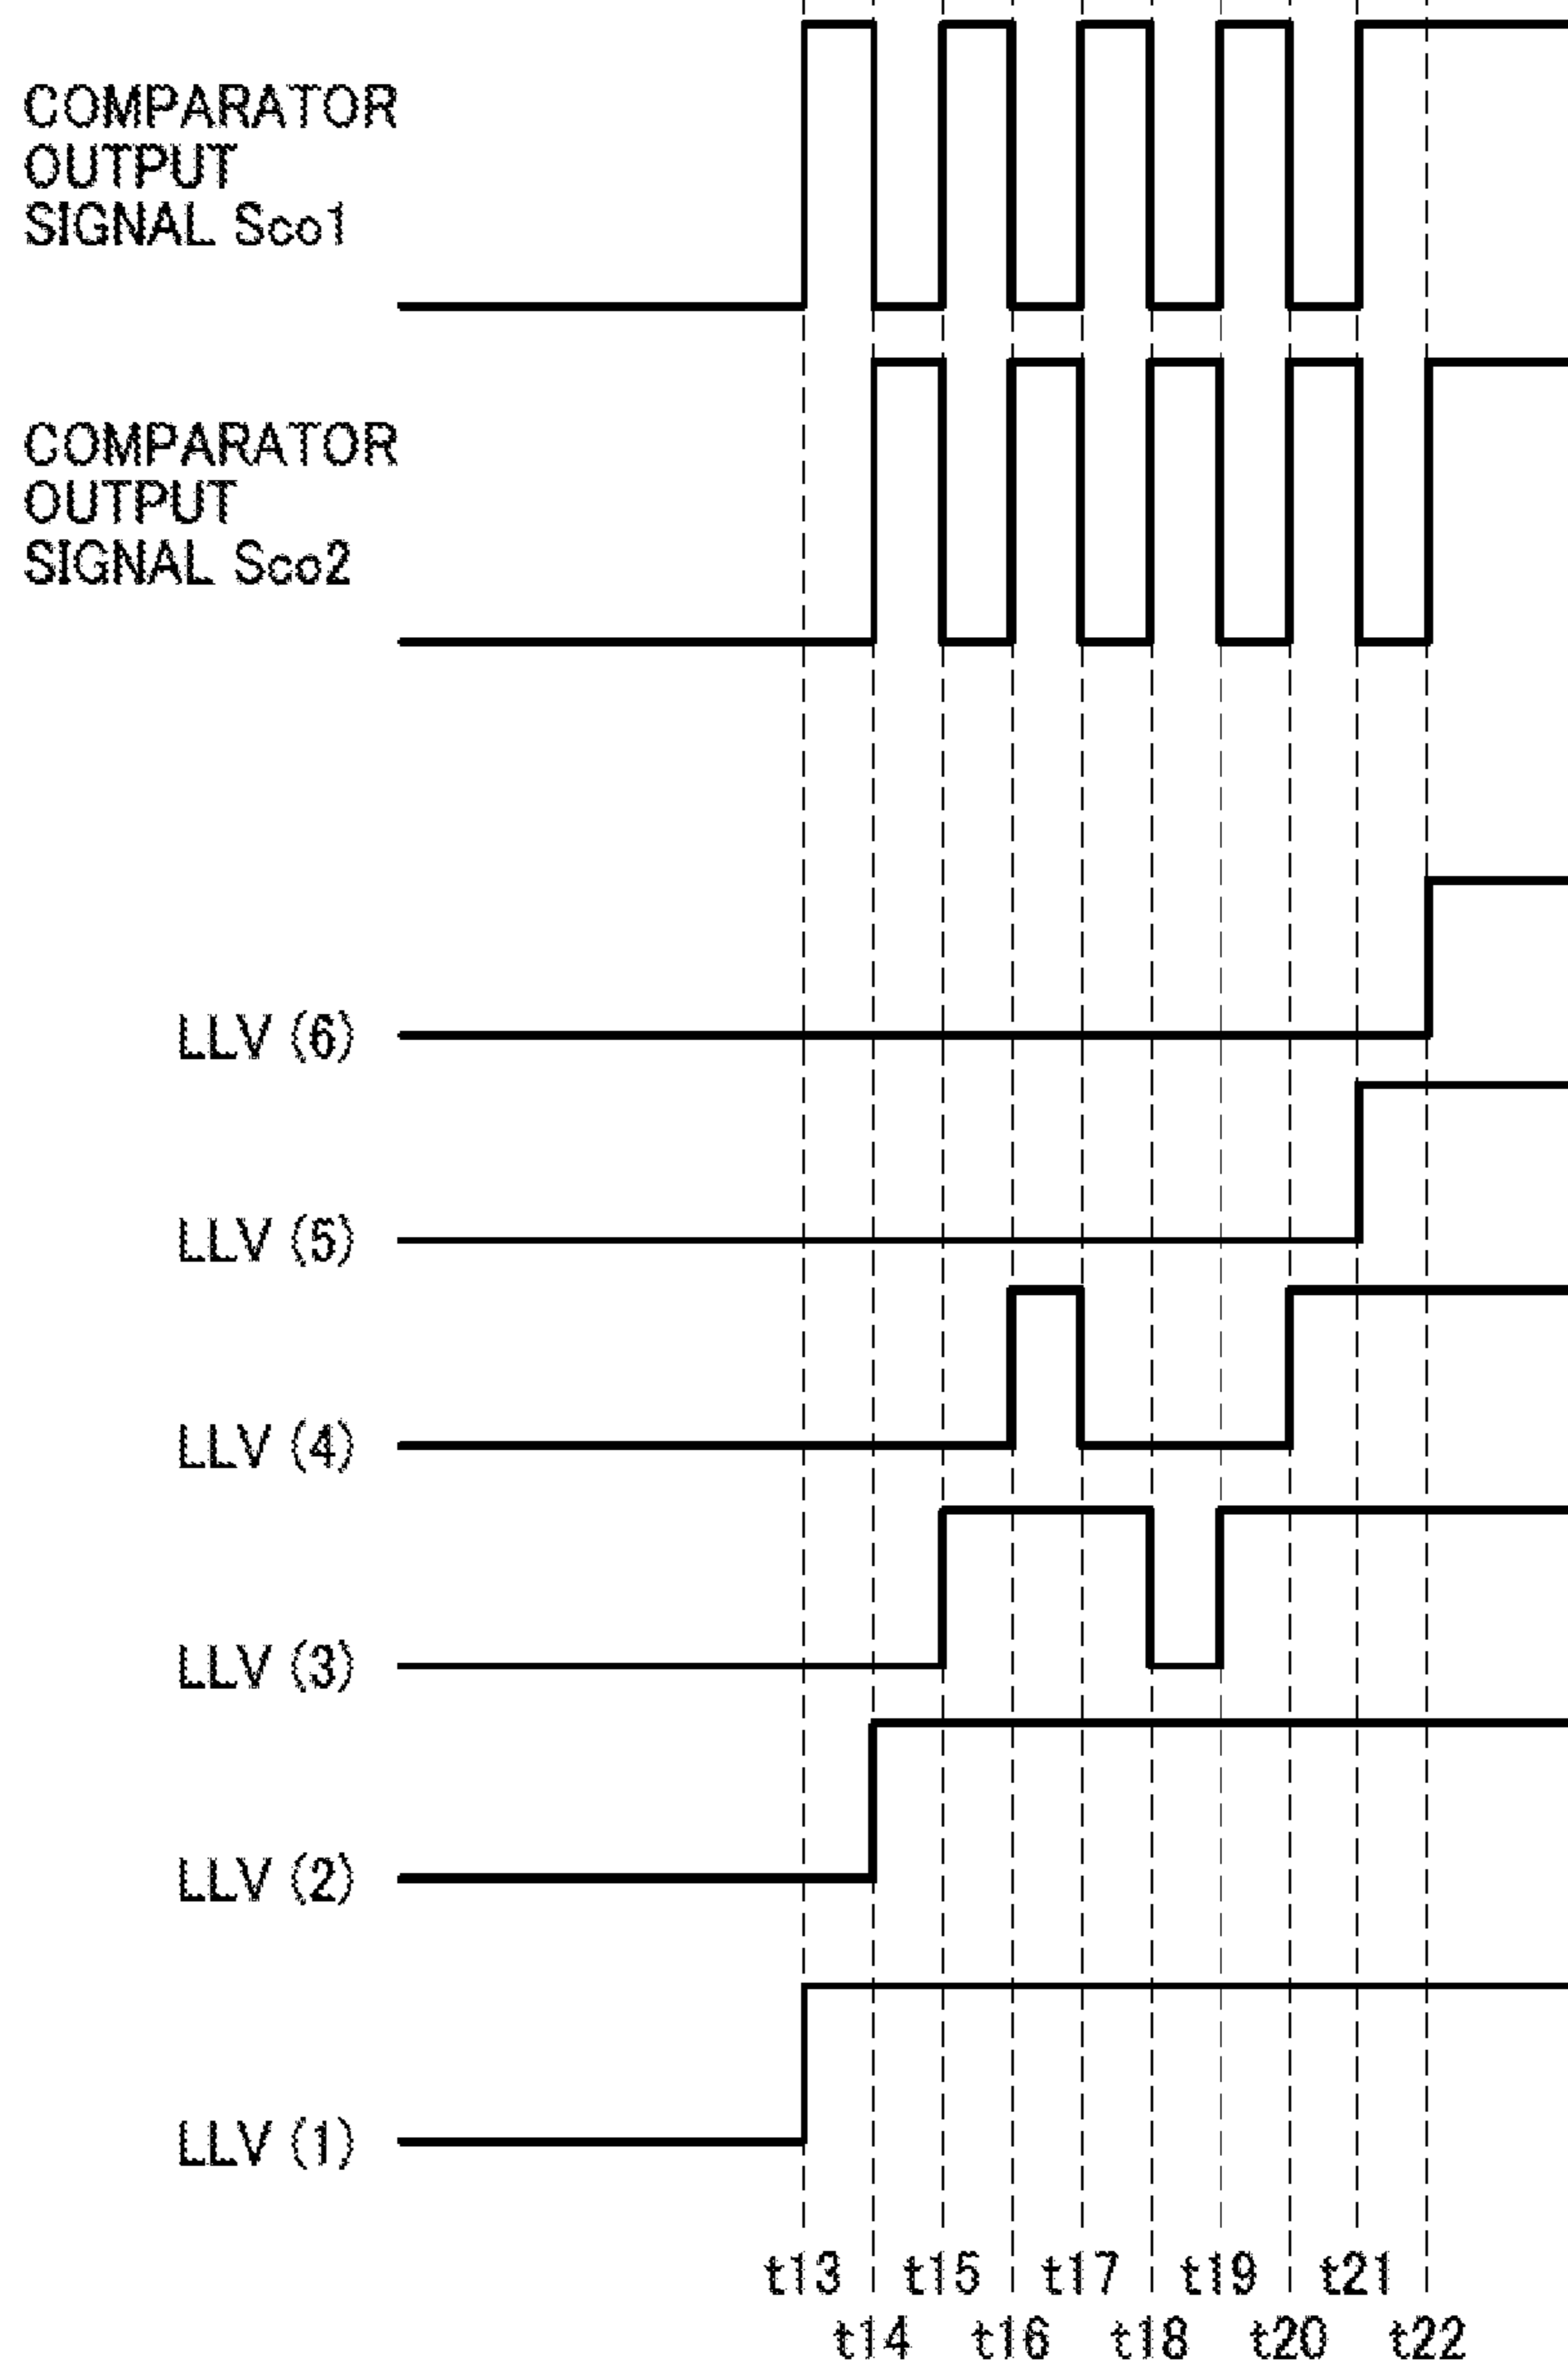 COMPARATOR
OUTPUT
SIGNAL Sco1
COMPARATOR
OUTPUT
SIGNAL Sco2
LLV (6)
LLV (5)
LLV (4)
LLV (3)
LLV (2)
LLV (1)
t13 t15 t17 t19 t21
t14 t16 t18 t20 t22